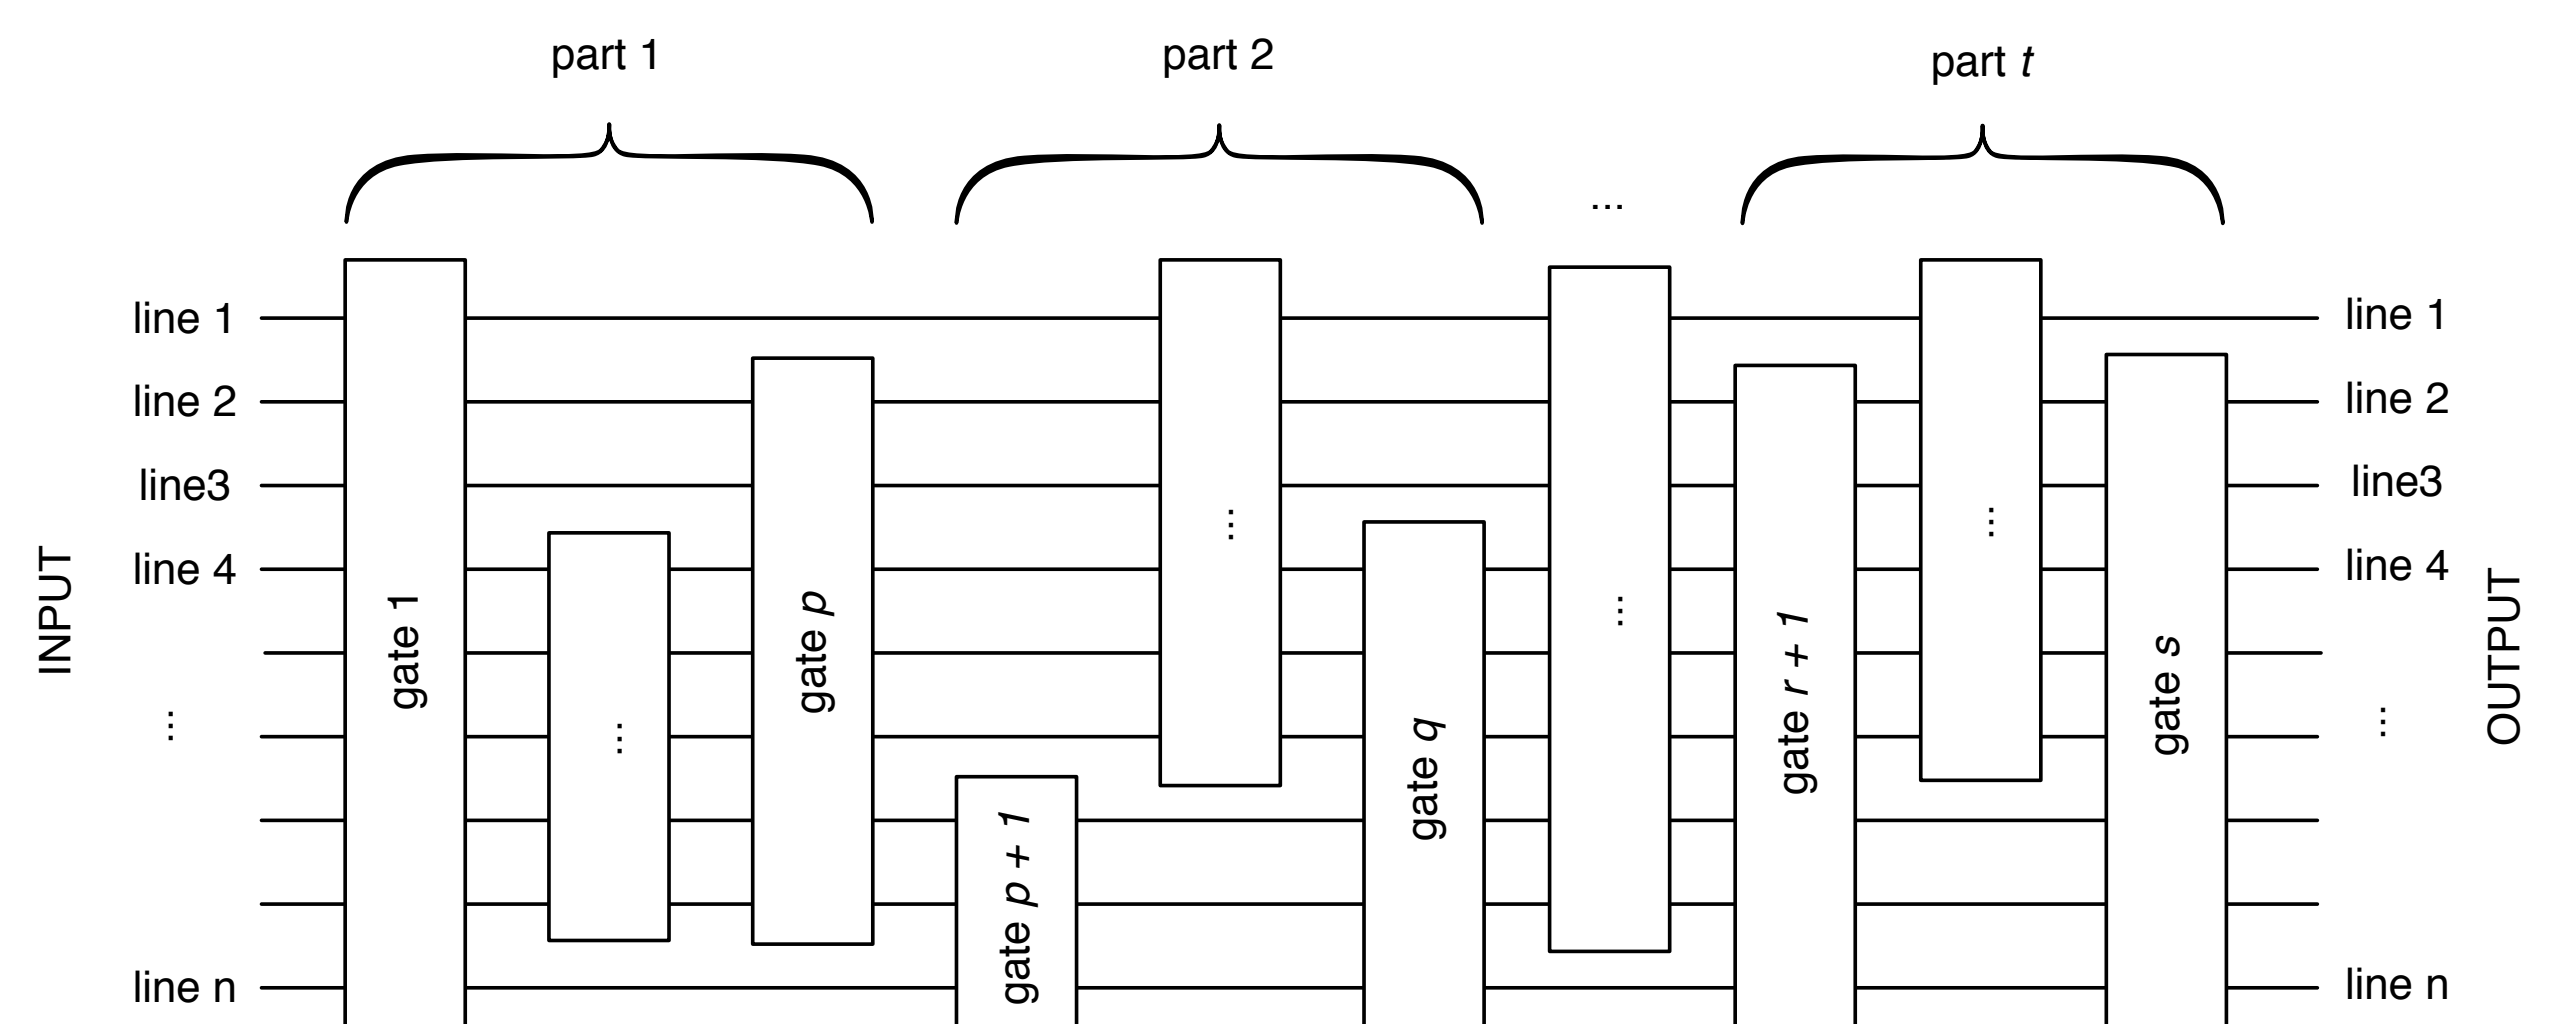 part 1
part 2
part t
...
line 1
line 2
line3
line 4
...
line n
INPUT
gate 1
...
gate p
gate p + 1
...
gate q
...
gate r + 1
...
gate s
line 1
line 2
line3
line 4
...
line n
OUTPUT